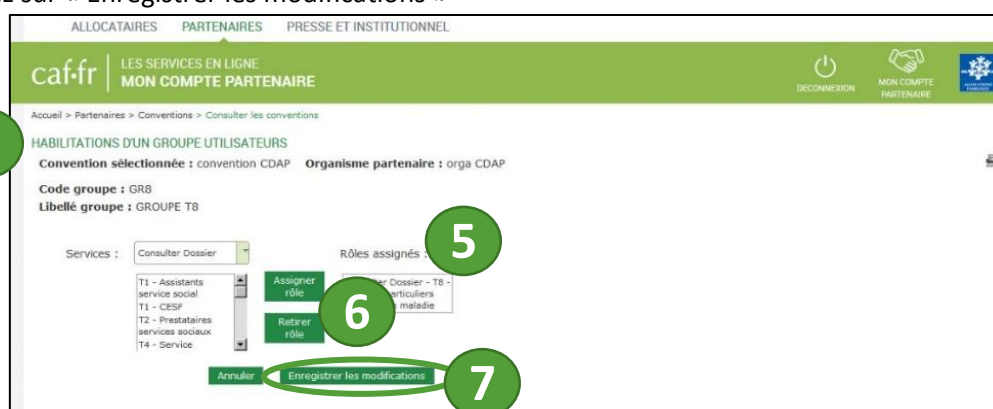 sur « Enregistrer les modifications »
ALLOCATAIRES PARTENAIRES PRESSE ET INSTITUTIONNEL
caf.fr LES SERVICES EN LIGNE
MON COMPTE PARTENAIRE
DECONNEXION
MON COMPTE
PARTENAIRE
Accueil > Partenaires > Conventions > Consulter les conventions
HABILITATIONS D'UN GROUPE UTILISATEURS
Convention sélectionnée : convention CDAP Organisme partenaire : orga CDAP
Code groupe : GR8
Libellé groupe : GROUPE T8
5
Services : Consulter Dossier Rôles assignés :
T1 - Assistants
service social
T1 - CESF
T2 - Prestataires
services sociaux
T4 - Service
Assigner
rôle
Retirer
rôle
6
Dossier - T8 -
maladie
Annuler Enregistrer les modifications
7